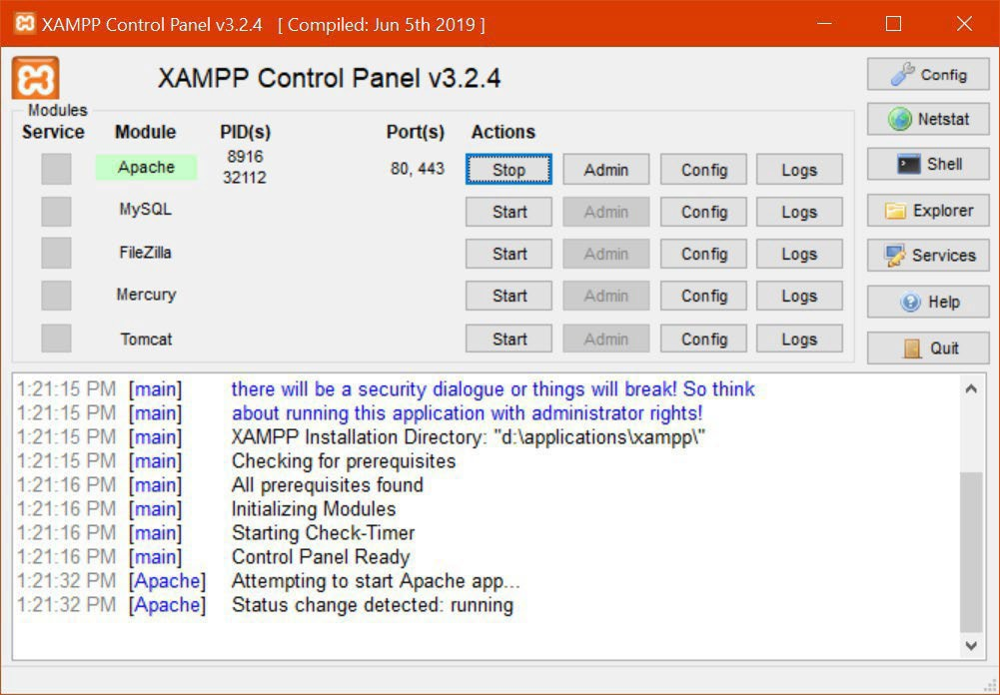 XAMPP Control Panel v3.2.4 [ Compiled: Jun 5th 2019 ]
XAMPP Control Panel v3.2.4
Config
Netstat
Shell
Explorer
Services
Help
Quit
Modules
Service Module PID(s) Port(s) Actions
Apache 8916 32112 80, 443 Stop Admin Config Logs
MySQL Start Admin Config Logs
FileZilla Start Admin Config Logs
Mercury Start Admin Config Logs
Tomcat Start Admin Config Logs
1:21:15 PM [main] there will be a security dialogue or things will break! So think
1:21:15 PM [main] about running this application with administrator rights!
1:21:15 PM [main] XAMPP Installation Directory: "d:\applications\xampp\"
1:21:15 PM [main] Checking for prerequisites
1:21:16 PM [main] All prerequisites found
1:21:16 PM [main] Initializing Modules
1:21:16 PM [main] Starting Check-Timer
1:21:16 PM [main] Control Panel Ready
1:21:32 PM [Apache] Attempting to start Apache app...
1:21:32 PM [Apache] Status change detected: running